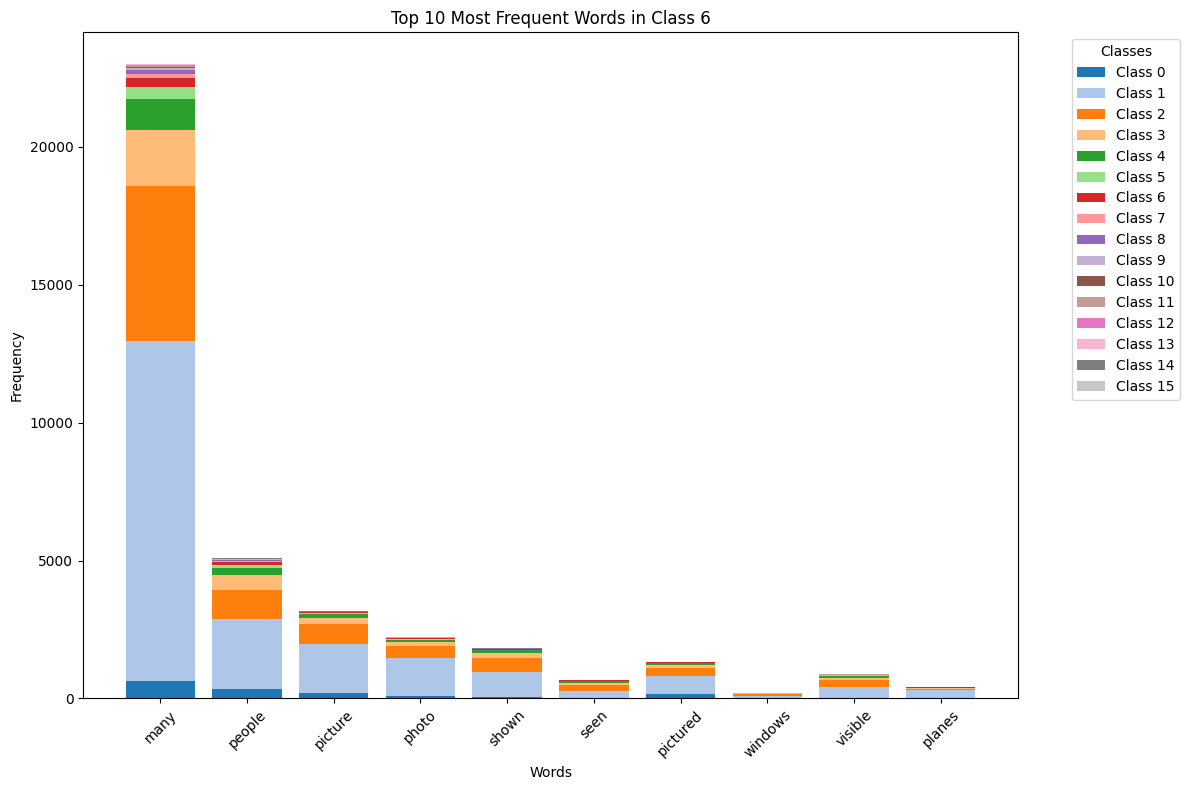 Top 10 Most Frequent Words in Class 6
Frequency
20000
15000
10000
5000
0
many
people
picture
photo
shown
seen
pictured
windows
visible
planes
Words
Classes
Class 0
Class 1
Class 2
Class 3
Class 4
Class 5
Class 6
Class 7
Class 8
Class 9
Class 10
Class 11
Class 12
Class 13
Class 14
Class 15